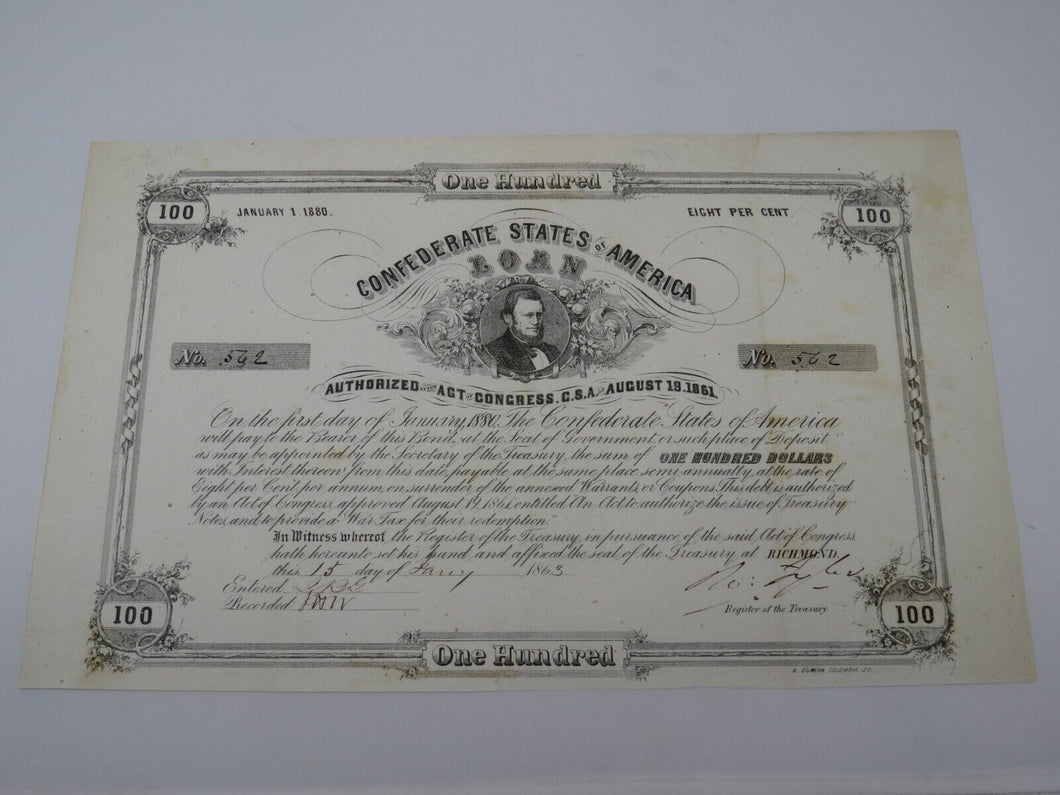 One Hundred
100
JANUARY 1 1880.
EIGHT PER CENT.
100
CONFEDERATE STATES OF AMERICA
LOAN
No. 562
No. 562
AUTHORIZED BY THE ACT OF CONGRESS. C.S.A. OF AUGUST 19.1861.
On the first day of January, 1880, The Confederate States of America
will pay to the Bearer of this Bond, at the Seat of Government, or such place of Deposit
as may be appointed by the Secretary of the Treasury, the sum of ONE HUNDRED DOLLARS
with Interest thereon from this date, payable at the same place, semi-annually, at the rate of
Eight per Cent per annum, on surrender of the annexed Warrants, or Coupons. This debt is authorized
by an Act of Congress, approved August 19, 1861, entitled "An Act to authorize the issue of Treasury
Notes, and to provide a War Tax for their redemption."
In Witness whereof, the Register of the Treasury, in pursuance of the said Act of Congress,
hath hereunto set his hand, and affixed the seal of the Treasury, at RICHMOND,
this 15 day of Jany 1863
Entered
Recorded
Ro: Tyler
Register of the Treasury.
100
100
One Hundred
E. DUNCAN COLUMBIA, S.C.